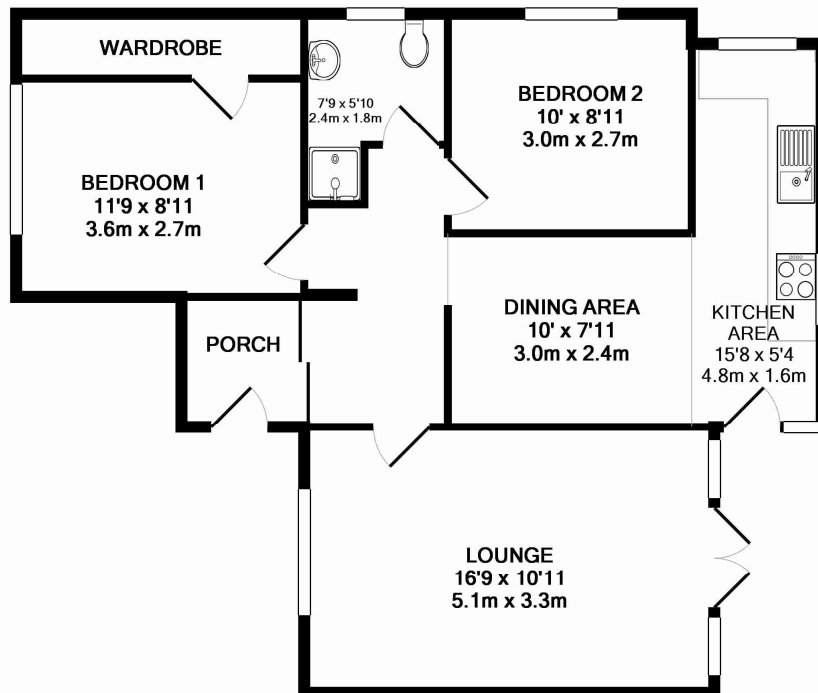 WARDROBE
7'9 x 5'10
2.4m x 1.8m
BEDROOM 2
10' x 8'11
3.0m x 2.7m
BEDROOM 1
11'9 x 8'11
3.6m x 2.7m
PORCH
DINING AREA
10' x 7'11
3.0m x 2.4m
KITCHEN
AREA
15'8 x 5'4
4.8m x 1.6m
LOUNGE
16'9 x 10'11
5.1m x 3.3m